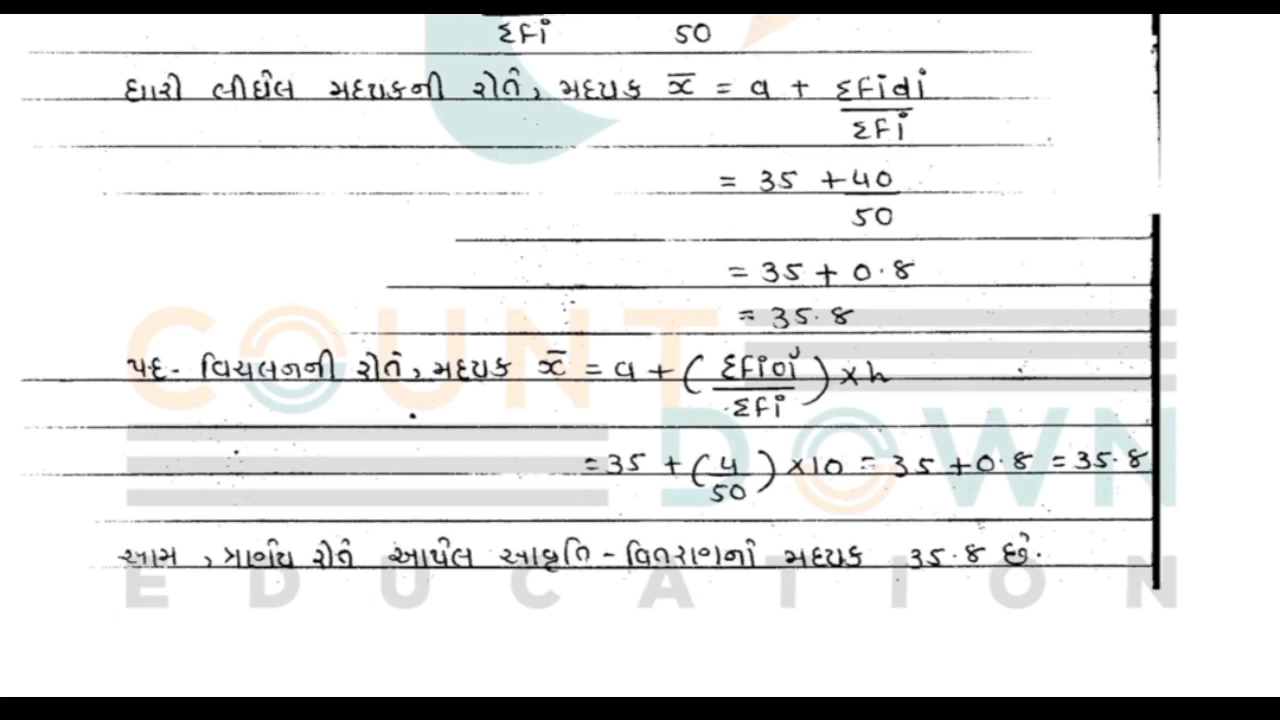 Σfi 50
ધારી લીધેલ મધ્યકની રીતે, મધ્યક x̄ = a + Σfidi
Σfi
= 35 + 40
50
= 35 + 0.8
= 35.8
પદ-વિચલનની રીતે, મધ્યક x̄ = a + ( Σfiui ) × h
Σfi
= 35 + ( 4 ) × 10 = 35 + 0.8 = 35.8
50
આમ, ત્રણેય રીતે આપેલ આવૃત્તિ-વિતરણનો મધ્યક 35.8 છે.
COUNT
DOWN
EDUCATION